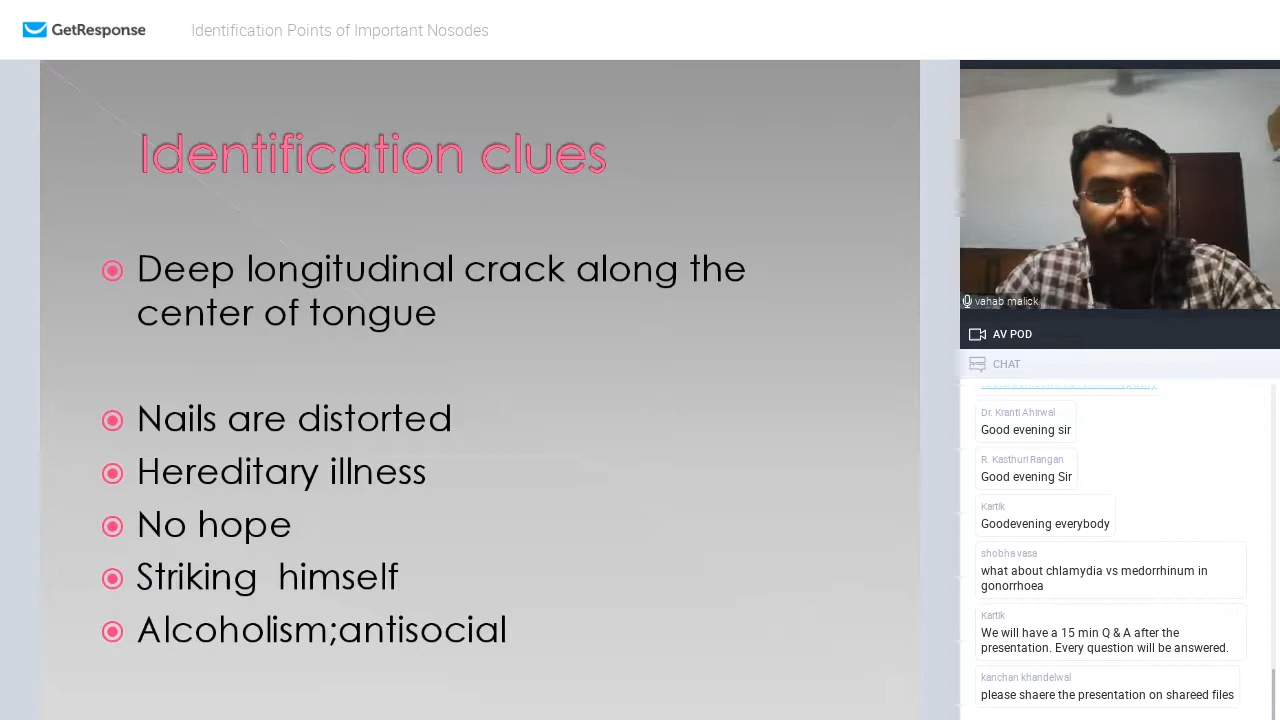 GetResponse
Identification Points of Important Nosodes
Identification clues
Deep longitudinal crack along the
center of tongue
Nails are distorted
Hereditary illness
No hope
Striking himself
Alcoholism;antisocial
vahab malick
AV POD
CHAT
Dr. Kranti Ahirwal
Good evening sir
R. Kasthuri Rangan
Good evening Sir
Kartik
Goodevening everybody
shobha vasa
what about chlamydia vs medorrhinum in
gonorrhoea
Kartik
We will have a 15 min Q & A after the
presentation. Every question will be answered.
kanchan khandelwal
please shaere the presentation on shareed files